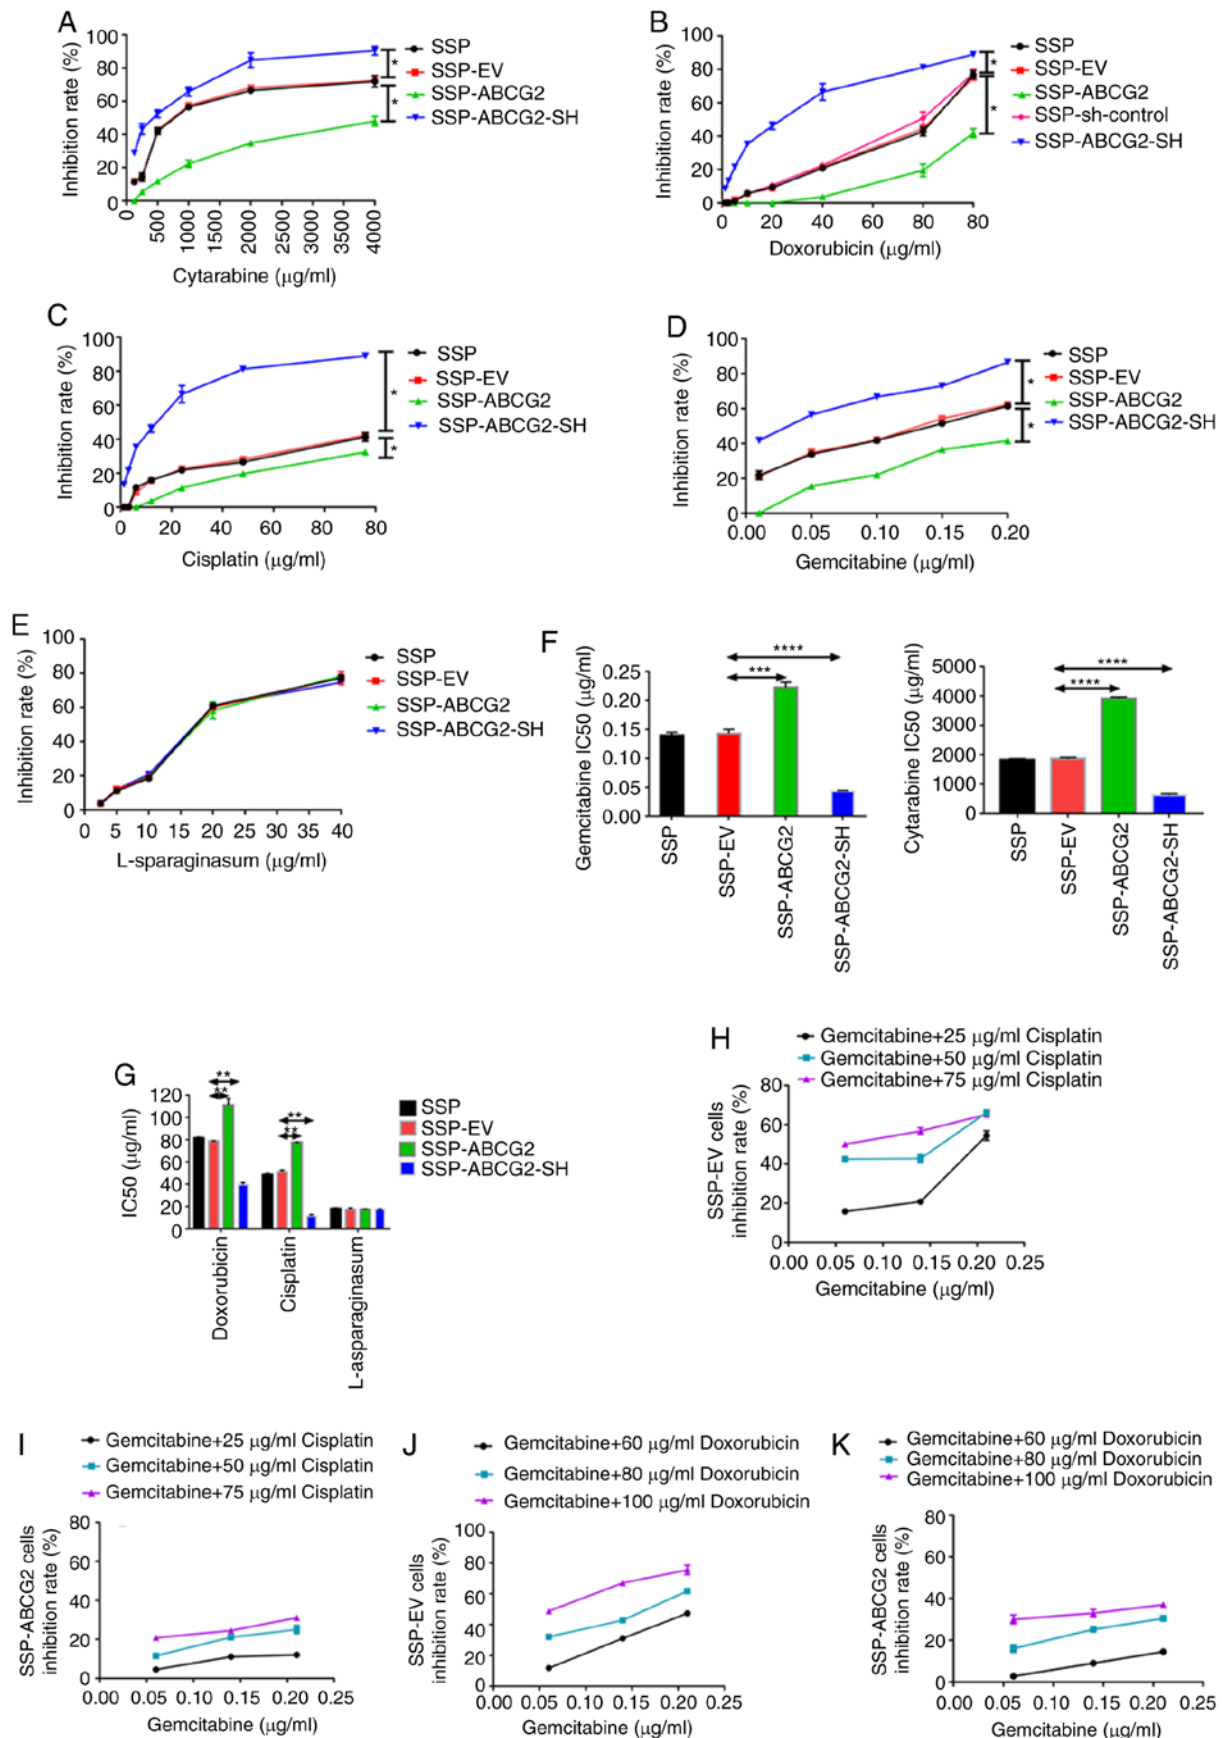 A
100
80
60
40
20
0
Inhibition rate (%)
0
500
1000
1500
2000
2500
3000
3500
4000
Cytarabine (μg/ml)
SSP
SSP-EV
SSP-ABCG2
SSP-ABCG2-SH
*
*
B
100
80
60
40
20
0
Inhibition rate (%)
0
20
40
60
80
80
Doxorubicin (μg/ml)
SSP
SSP-EV
SSP-ABCG2
SSP-sh-control
SSP-ABCG2-SH
*
*
C
100
80
60
40
20
0
Inhibition rate (%)
0 20 40 60 80
Cisplatin (μg/ml)
SSP
SSP-EV
SSP-ABCG2
SSP-ABCG2-SH
*
*
D
100
80
60
40
20
0
Inhibition rate (%)
0.00 0.05 0.10 0.15 0.20
Gemcitabine (μg/ml)
SSP
SSP-EV
SSP-ABCG2
SSP-ABCG2-SH
*
*
E
100
80
60
40
20
0
Inhibition rate (%)
0 5 10 20 30 40
L-sparaginasum (μg/ml)
SSP
SSP-EV
SSP-ABCG2
SSP-ABCG2-SH
F
0.25
0.20
0.15
0.10
0.05
0.00
Gemcitabine IC50 (μg/ml)
****
***
SSP
SSP-EV
SSP-ABCG2
SSP-ABCG2-SH
5000
4000
3000
2000
1000
0
Cytarabine IC50 (μg/ml)
****
****
SSP
SSP-EV
SSP-ABCG2
SSP-ABCG2-SH
G
120
100
80
60
40
20
0
IC50 (μg/ml)
**
**
**
**
Doxorubicin
Cisplatin
L-asparaginasum
SSP
SSP-EV
SSP-ABCG2
SSP-ABCG2-SH
H
Gemcitabine+25 μg/ml Cisplatin
Gemcitabine+50 μg/ml Cisplatin
Gemcitabine+75 μg/ml Cisplatin
80
60
40
20
0
SSP-EV cells
inhibition rate (%)
0.00 0.05 0.10 0.15 0.20 0.25
Gemcitabine (μg/ml)
I
Gemcitabine+25 μg/ml Cisplatin
Gemcitabine+50 μg/ml Cisplatin
Gemcitabine+75 μg/ml Cisplatin
80
60
40
20
0
SSP-ABCG2 cells
inhibition rate (%)
0.00 0.05 0.10 0.15 0.20 0.25
Gemcitabine (μg/ml)
J
Gemcitabine+60 μg/ml Doxorubicin
Gemcitabine+80 μg/ml Doxorubicin
Gemcitabine+100 μg/ml Doxorubicin
100
80
60
40
20
0
SSP-EV cells
inhibition rate (%)
0.00 0.05 0.10 0.15 0.20 0.25
Gemcitabine (μg/ml)
K
Gemcitabine+60 μg/ml Doxorubicin
Gemcitabine+80 μg/ml Doxorubicin
Gemcitabine+100 μg/ml Doxorubicin
80
60
40
20
0
SSP-ABCG2 cells
inhibition rate (%)
0.00 0.05 0.10 0.15 0.20 0.25
Gemcitabine (μg/ml)